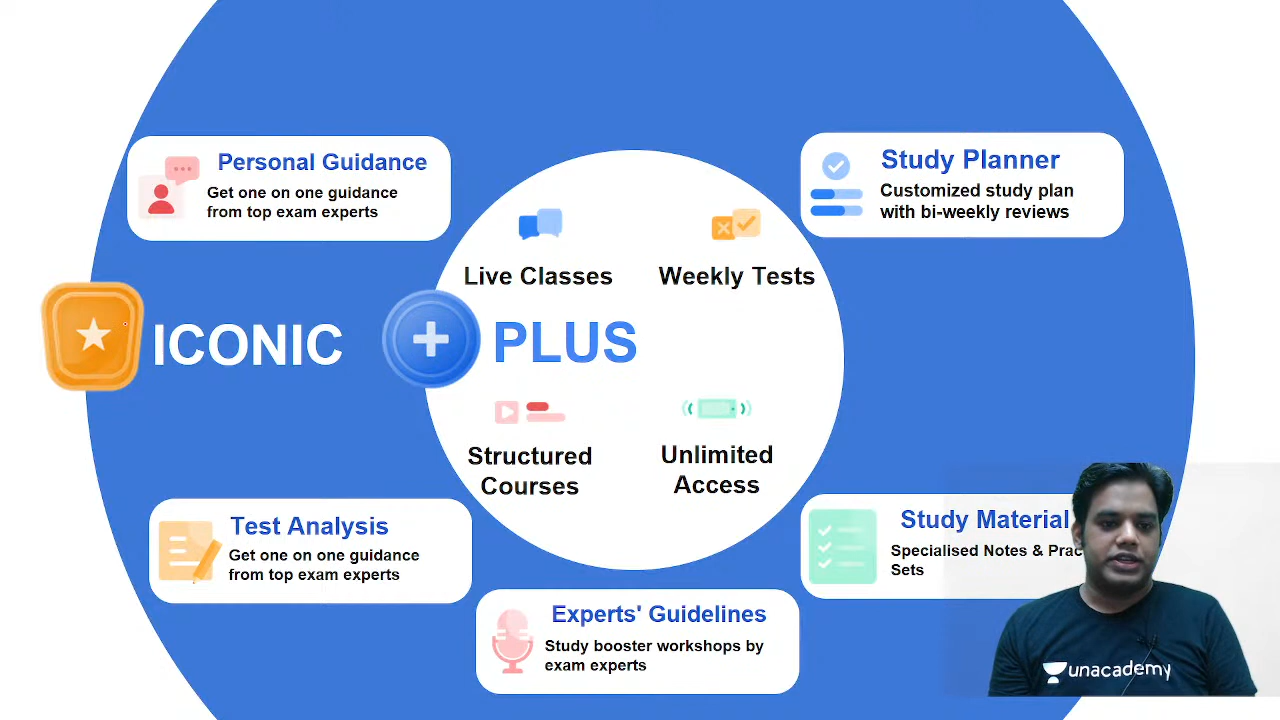 Personal Guidance
Get one on one guidance
from top exam experts
Study Planner
Customized study plan
with bi-weekly reviews
Live Classes
Weekly Tests
ICONIC
PLUS
Structured
Courses
Unlimited
Access
Test Analysis
Get one on one guidance
from top exam experts
Study Material
Specialised Notes &
Sets
Experts' Guidelines
Study booster workshops by
exam experts
unacademy